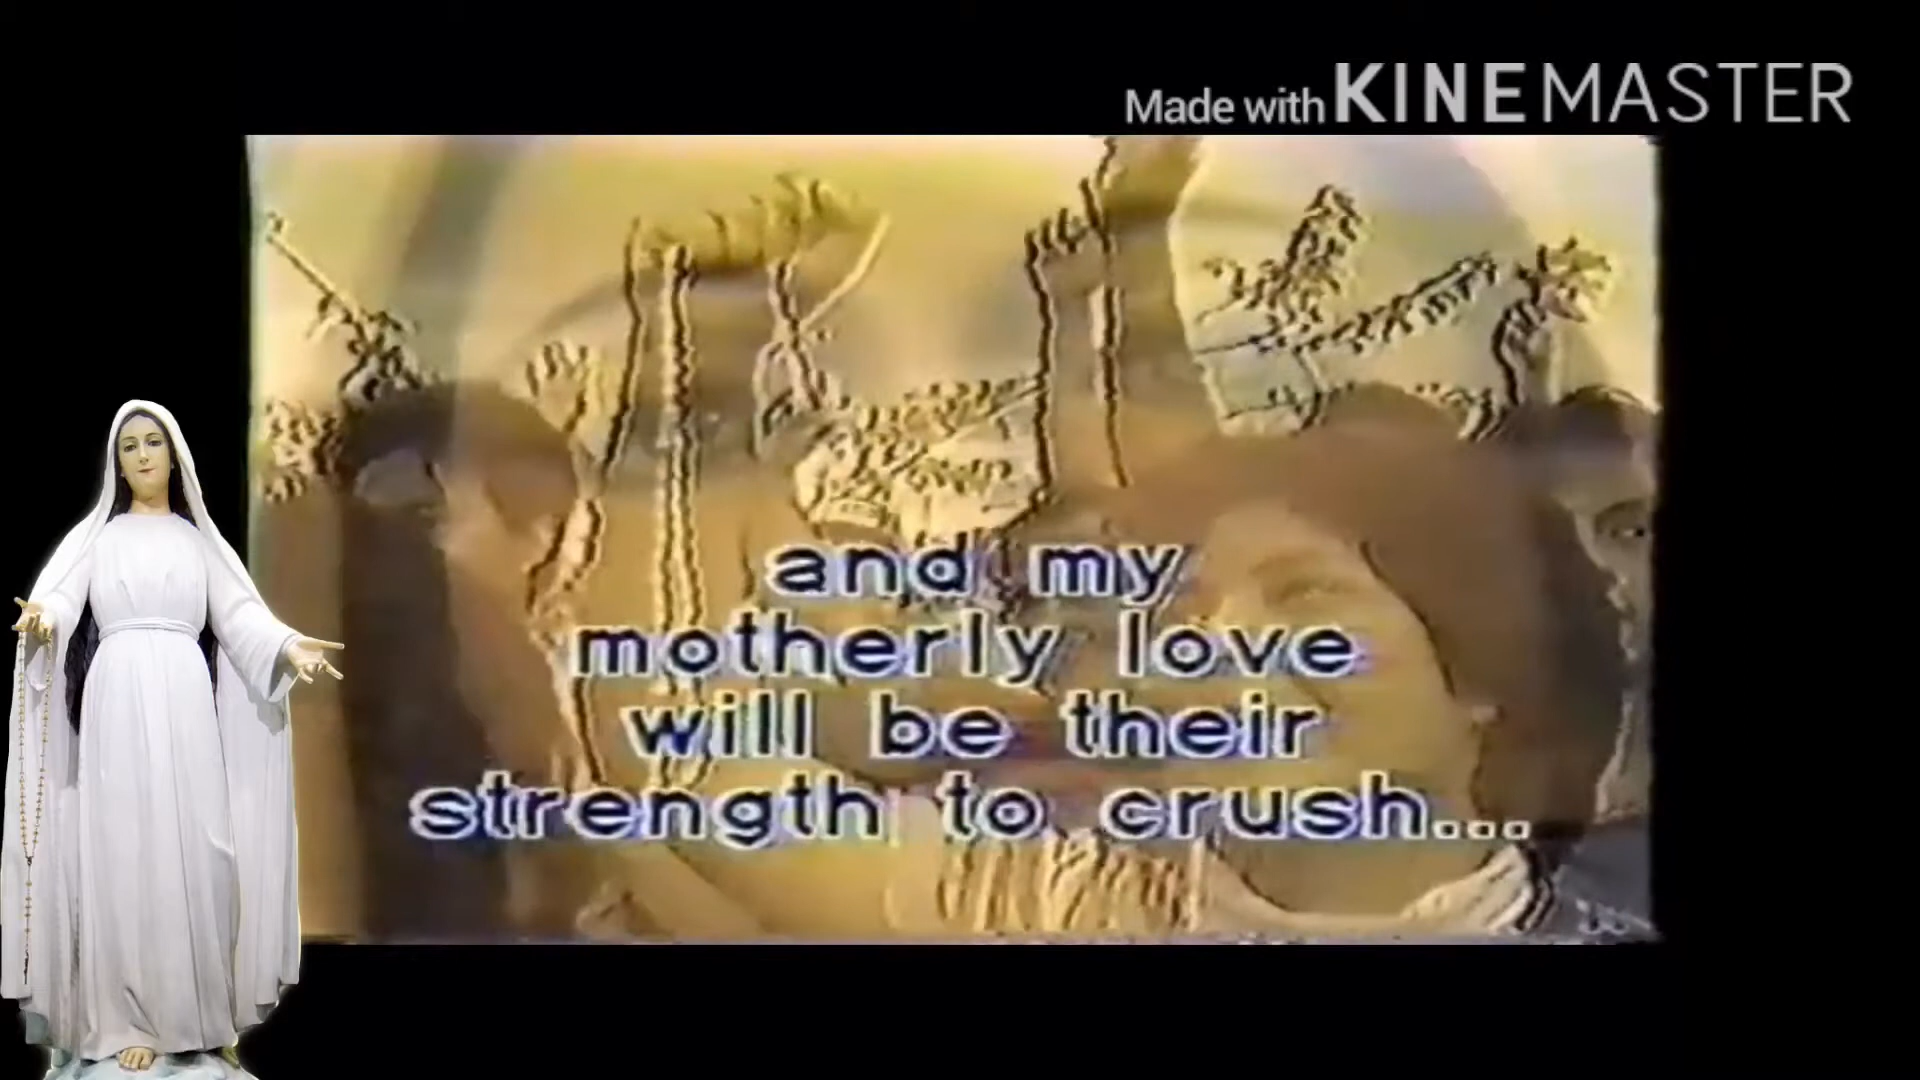 Made with KINEMASTER
and my
motherly love
will be their
strength to crush...